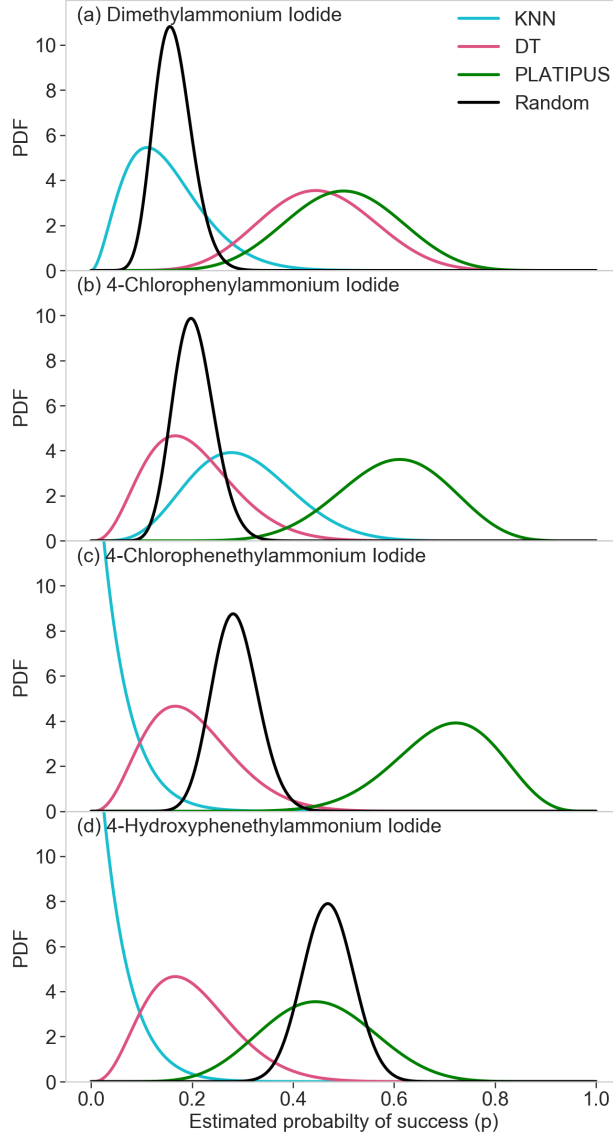 (a) Dimethylammonium Iodide
KNN
DT
PLATIPUS
Random
PDF
10
8
6
4
2
0
(b) 4-Chlorophenylammonium Iodide
PDF
10
8
6
4
2
0
(c) 4-Chlorophenethylammonium Iodide
PDF
10
8
6
4
2
0
(d) 4-Hydroxyphenethylammonium Iodide
PDF
10
8
6
4
2
0
0.0 0.2 0.4 0.6 0.8 1.0
Estimated probabilty of success (p)